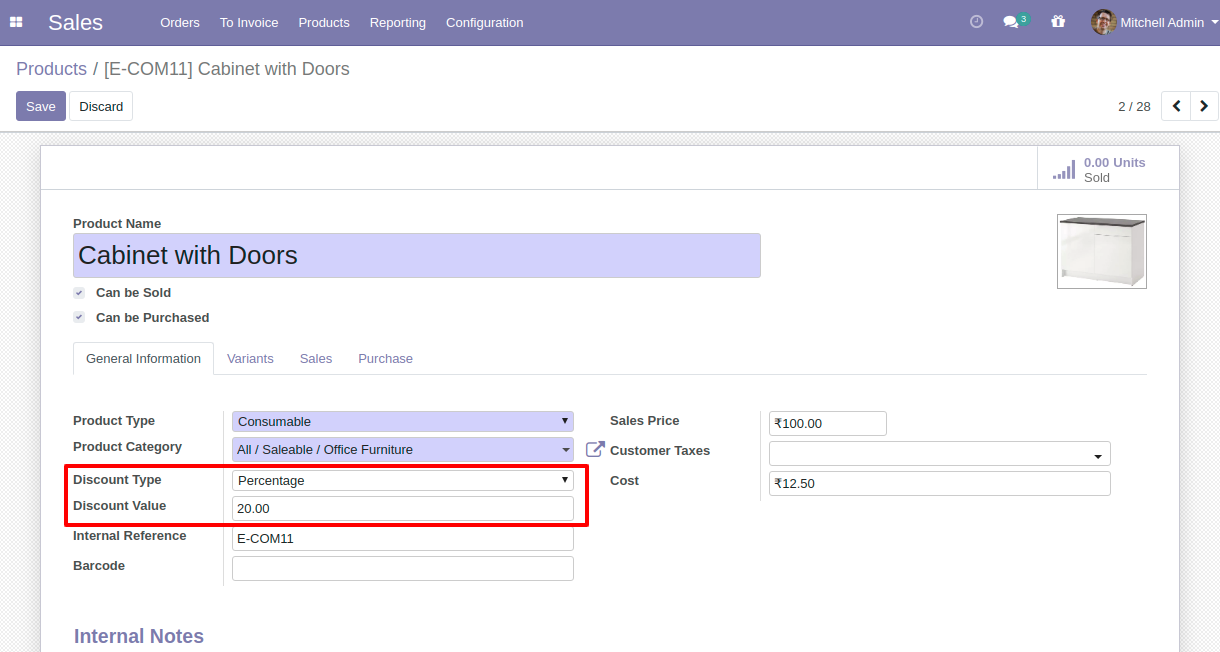 Sales Orders To Invoice Products Reporting Configuration 3 Mitchell Admin
Products / [E-COM11] Cabinet with Doors
Save Discard 2 / 28
0.00 Units
Sold
Product Name
Cabinet with Doors
Can be Sold
Can be Purchased
General Information Variants Sales Purchase
Product Type Consumable Sales Price ₹100.00
Product Category All / Saleable / Office Furniture Customer Taxes
Discount Type Percentage Cost ₹12.50
Discount Value 20.00
Internal Reference E-COM11
Barcode
Internal Notes